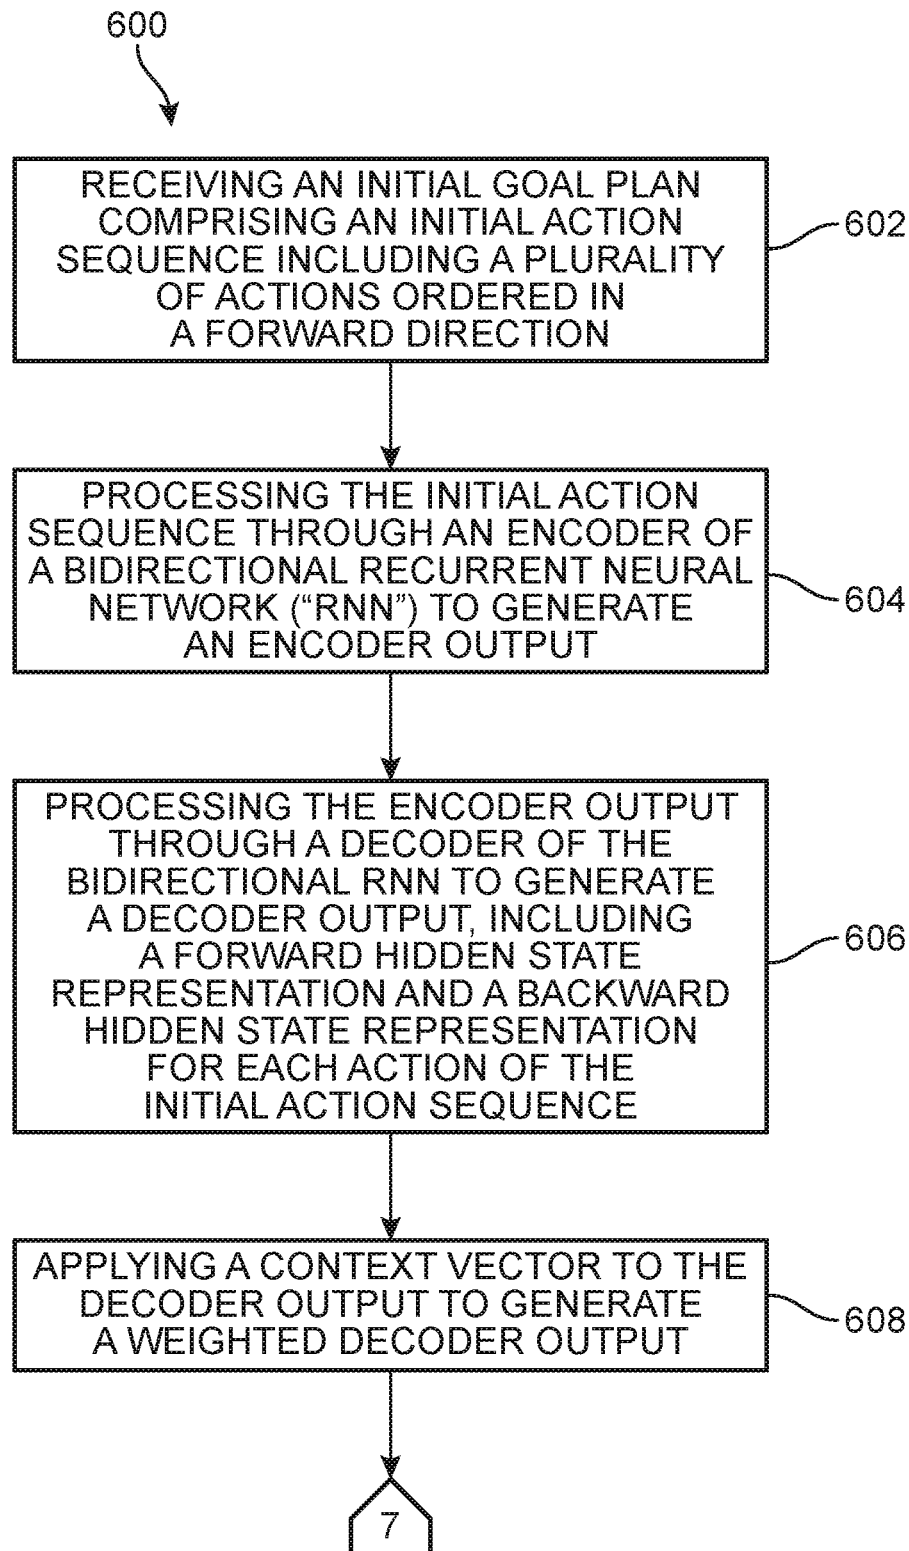 600
RECEIVING AN INITIAL GOAL PLAN
COMPRISING AN INITIAL ACTION
SEQUENCE INCLUDING A PLURALITY
OF ACTIONS ORDERED IN
A FORWARD DIRECTION
602
PROCESSING THE INITIAL ACTION
SEQUENCE THROUGH AN ENCODER OF
A BIDIRECTIONAL RECURRENT NEURAL
NETWORK (“RNN”) TO GENERATE
AN ENCODER OUTPUT
604
PROCESSING THE ENCODER OUTPUT
THROUGH A DECODER OF THE
BIDIRECTIONAL RNN TO GENERATE
A DECODER OUTPUT, INCLUDING
A FORWARD HIDDEN STATE
REPRESENTATION AND A BACKWARD
HIDDEN STATE REPRESENTATION
FOR EACH ACTION OF THE
INITIAL ACTION SEQUENCE
606
APPLYING A CONTEXT VECTOR TO THE
DECODER OUTPUT TO GENERATE
A WEIGHTED DECODER OUTPUT
608
7